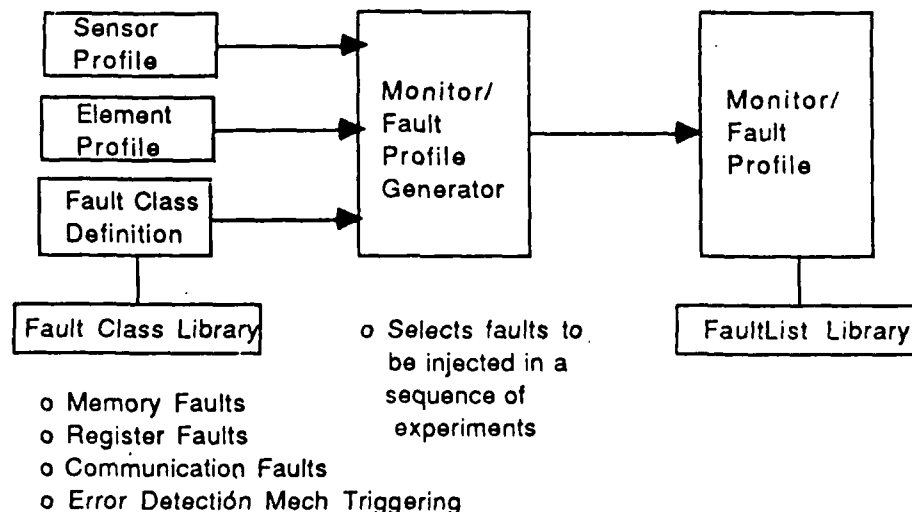 Sensor
Profile
Element
Profile
Fault Class
Definition
Fault Class Library
Monitor/
Fault
Profile
Generator
Monitor/
Fault
Profile
FaultList Library
o Selects faults to
be injected in a
sequence of
experiments
o Memory Faults
o Register Faults
o Communication Faults
o Error Detection Mech Triggering